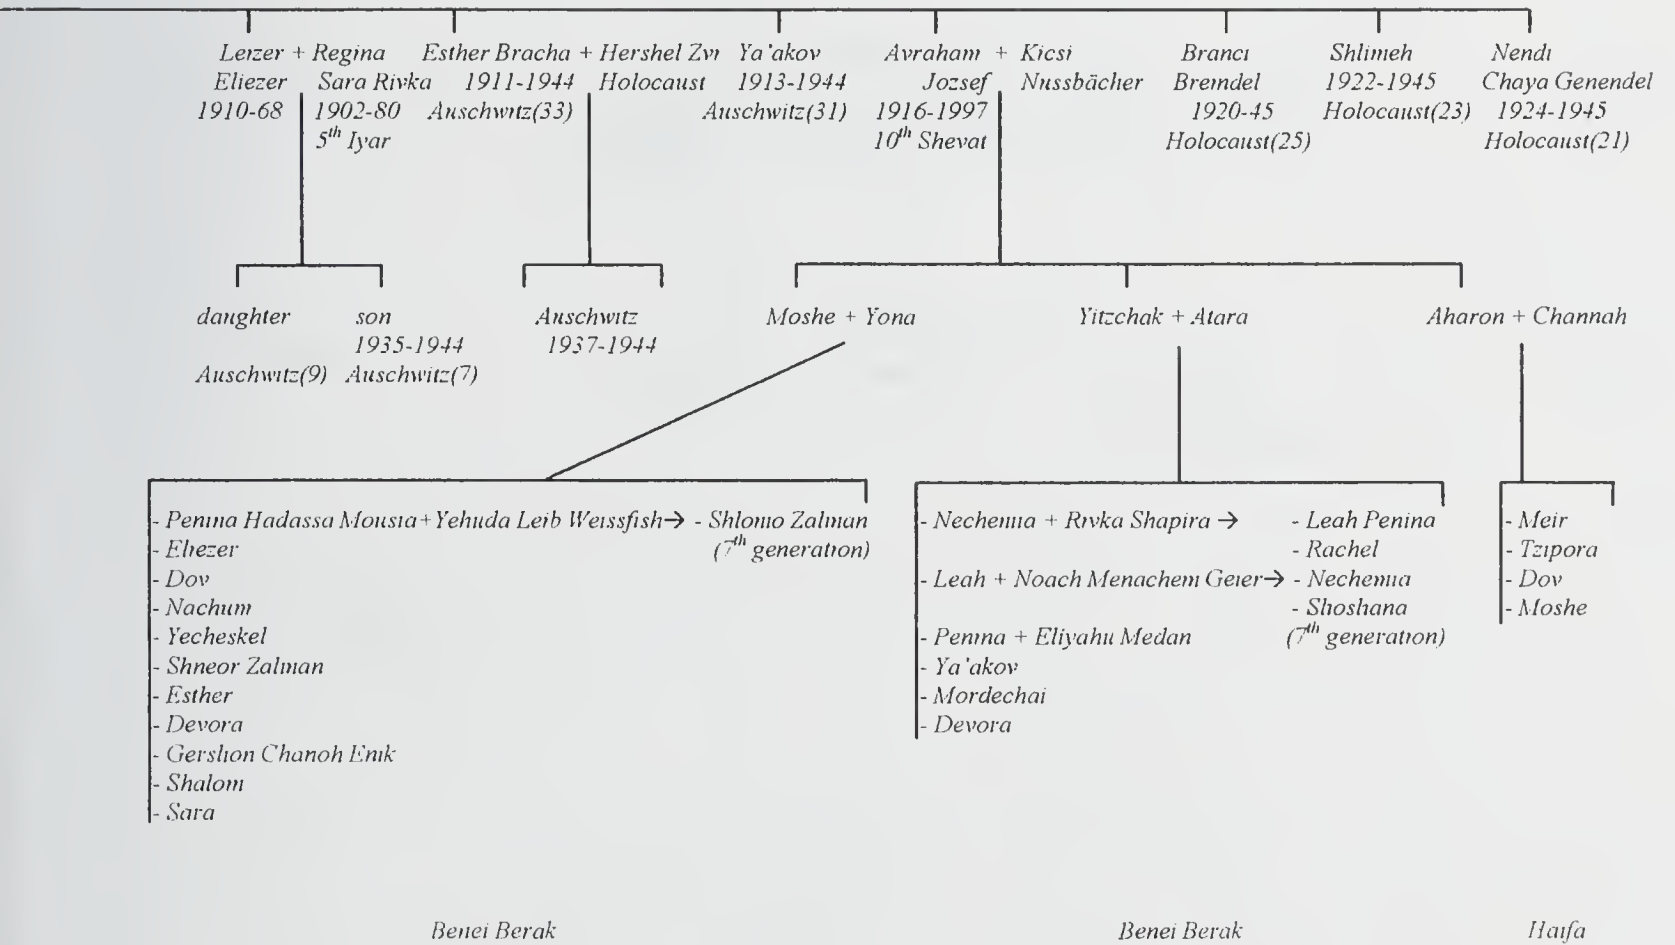 Leizer + Regina Esther Bracha + Hershel Zvi Ya'akov Avraham + Kicsi Branci Shlimeh Nendi
Eliezer Sara Rivka 1911-1944 Holocaust 1913-1944 Jozsef Nussbächer Breindel 1922-1945 Chaya Genendel
1910-68 1902-80 Auschwitz(33) Auschwitz(31) 1916-1997 1920-45 Holocaust(23) 1924-1945
5th Iyar 10th Shevat Holocaust(25) Holocaust(21)
daughter son Auschwitz Moshe + Yona Yitzchak + Atara Aharon + Channah
1935-1944 1937-1944
Auschwitz(9) Auschwitz(7)
- Penina Hadassa Mousia+Yehuda Leib Weissfish→ - Shlomo Zalman - Nechemia + Rivka Shapira → - Leah Penina - Meir
- Eliezer (7th generation) - Rachel - Tzipora
- Dov - Leah + Noach Menachem Geier→ - Nechemia - Dov
- Nachum - Shoshana - Moshe
- Yecheskel - Penina + Eliyahu Medan (7th generation)
- Shneor Zalman - Ya'akov
- Esther - Mordechai
- Devora - Devora
- Gershon Chanoh Enik
- Shalom
- Sara
Benei Berak Benei Berak Haifa